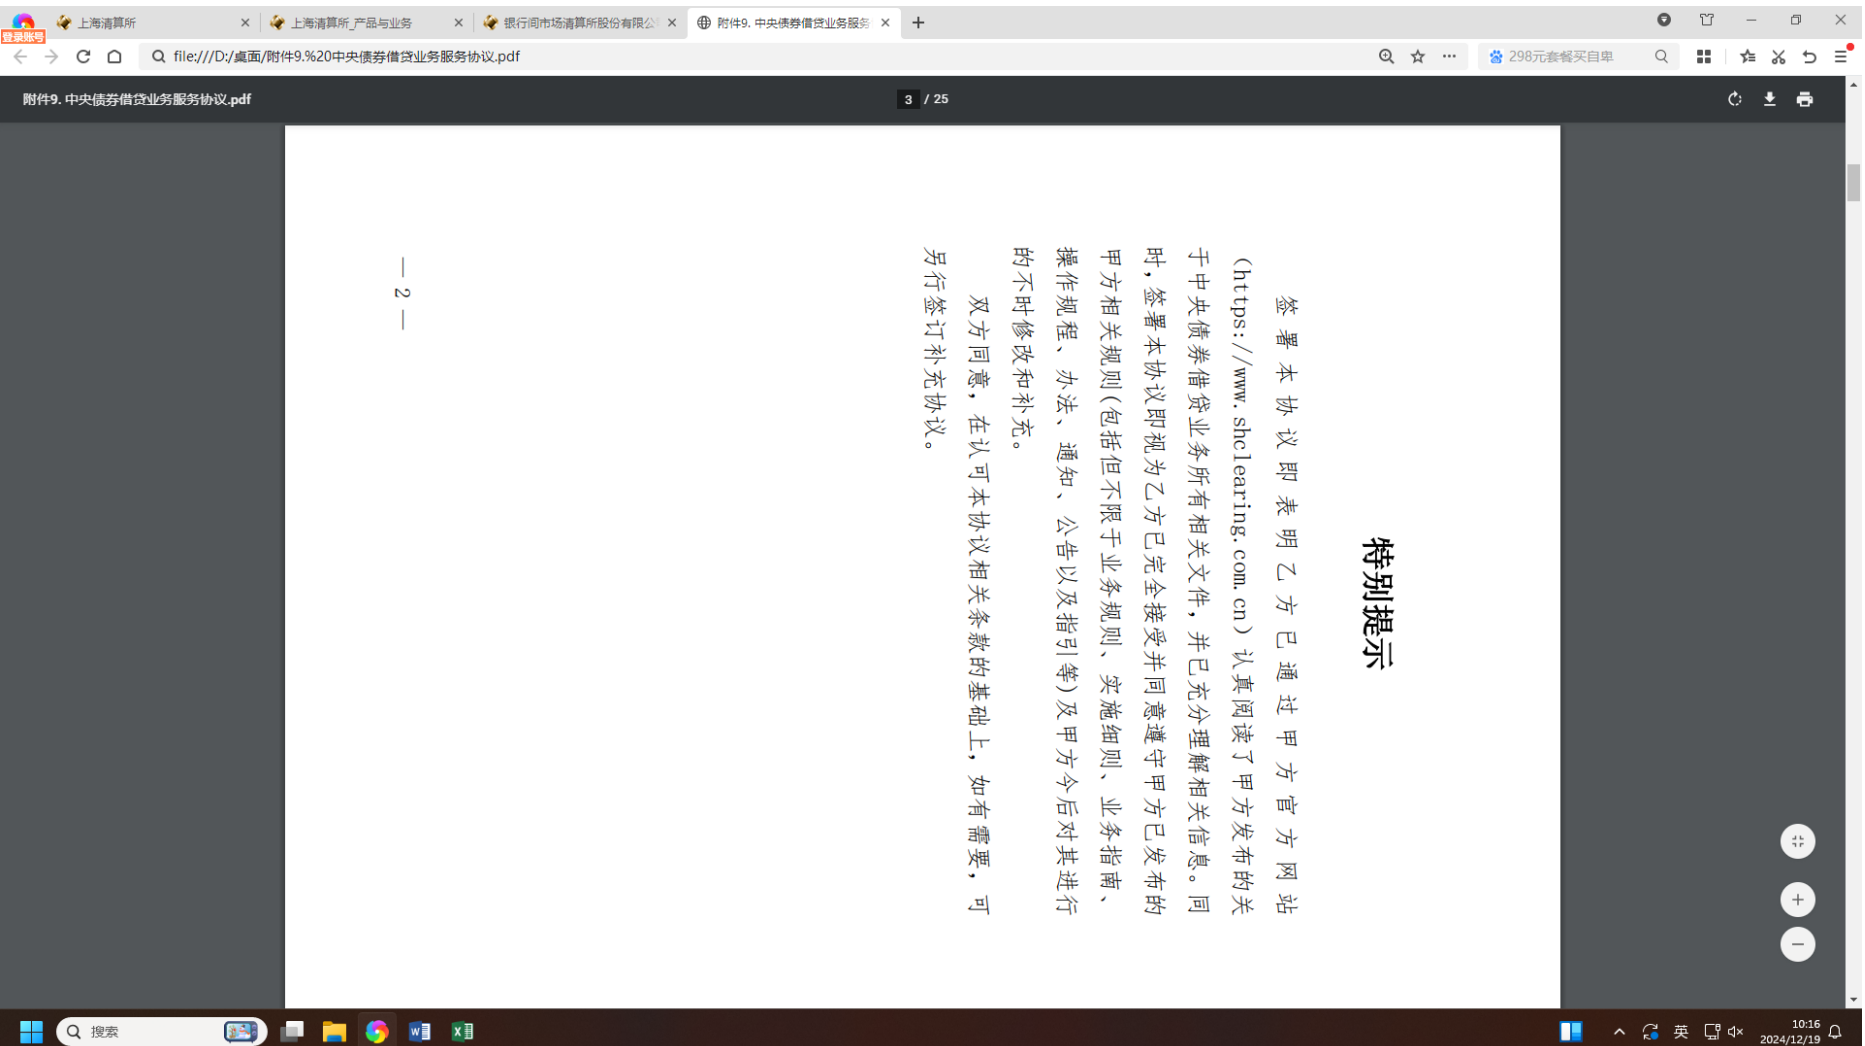 上海清算所
上海清算所_产品与业务
银行间市场清算所股份有限公
附件9. 中央债券借贷业务服务
登录账号
file:///D:/桌面/附件9.%20中央债券借贷业务服务协议.pdf
298元套餐买自卑
附件9. 中央债券借贷业务服务协议.pdf
3 / 25
特别提示
签署本协议即表明乙方已通过甲方官方网站
（https://www.shclearing.com.cn）认真阅读了甲方发布的关
于中央债券借贷业务所有相关文件，并已充分理解相关信息。同
时，签署本协议即视为乙方已完全接受并同意遵守甲方已发布的
甲方相关规则（包括但不限于业务规则、实施细则、业务指南、
操作规程、办法、通知、公告以及指引等）及甲方今后对其进行
的不时修改和补充。
双方同意，在认可本协议相关条款的基础上，如有需要，可
另行签订补充协议。
— 2 —
搜索
英
10:16
2024/12/19